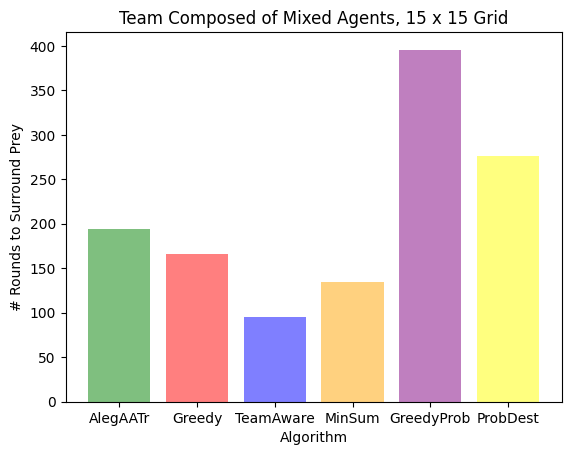 Team Composed of Mixed Agents, 15 x 15 Grid
# Rounds to Surround Prey
400
350
300
250
200
150
100
50
0
AlegAATr Greedy TeamAware MinSum GreedyProb ProbDest
Algorithm